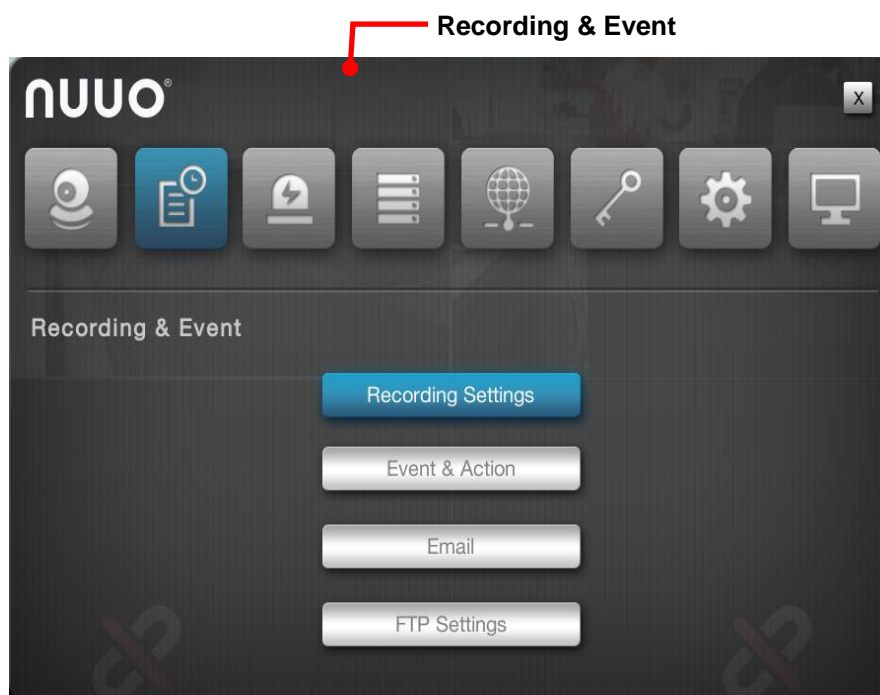 Recording & Event
nuuo®
X
Recording & Event
Recording Settings
Event & Action
Email
FTP Settings